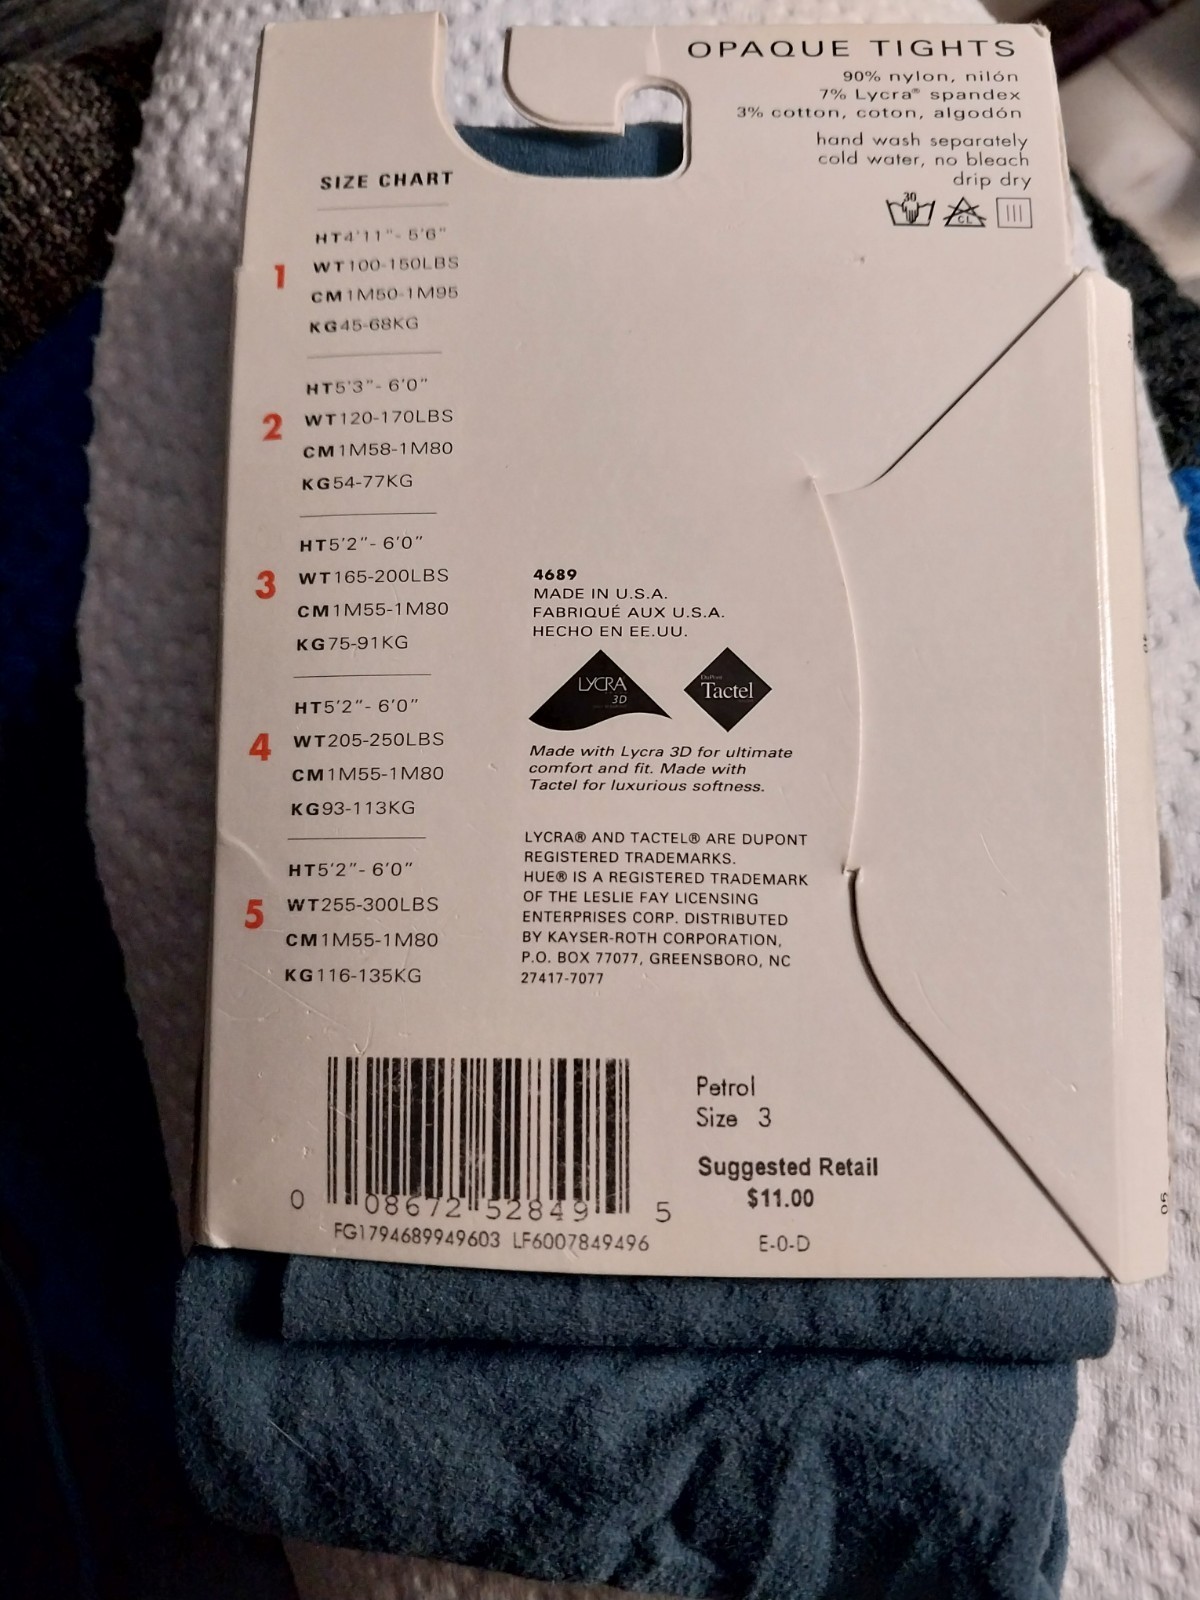 OPAQUE TIGHTS
90% nylon, nilón
7% Lycra® spandex
3% cotton, coton, algodón
hand wash separately
cold water, no bleach
drip dry
30
CL
SIZE CHART
1
HT4'11"- 5'6"
WT100-150LBS
CM1M50-1M95
KG45-68KG
2
HT5'3"- 6'0"
WT120-170LBS
CM1M58-1M80
KG54-77KG
3
HT5'2"- 6'0"
WT165-200LBS
CM1M55-1M80
KG75-91KG
4
HT5'2"- 6'0"
WT205-250LBS
CM1M55-1M80
KG93-113KG
5
HT5'2"- 6'0"
WT255-300LBS
CM1M55-1M80
KG116-135KG
4689
MADE IN U.S.A.
FABRIQUÉ AUX U.S.A.
HECHO EN EE.UU.
LYCRA
3D
DuPont
Tactel
Made with Lycra 3D for ultimate
comfort and fit. Made with
Tactel for luxurious softness.
LYCRA® AND TACTEL® ARE DUPONT
REGISTERED TRADEMARKS.
HUE® IS A REGISTERED TRADEMARK
OF THE LESLIE FAY LICENSING
ENTERPRISES CORP. DISTRIBUTED
BY KAYSER-ROTH CORPORATION,
P.O. BOX 77077, GREENSBORO, NC
27417-7077
0 08672 52849 5
FG1794689949603 LF6007849496
Petrol
Size 3
Suggested Retail
$11.00
E-0-D